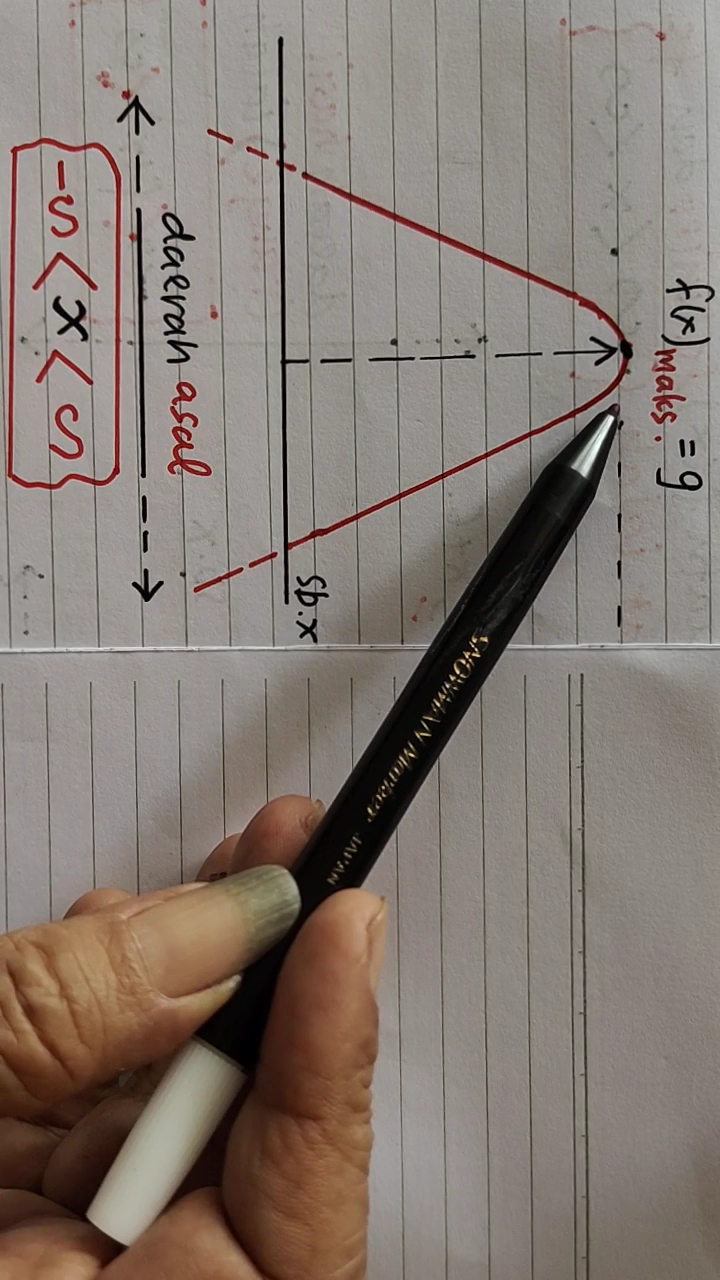 f(x) maks. = 9
sb.x
daerah asal
-5 < x < 5
SNOWMAN Marker JAPAN